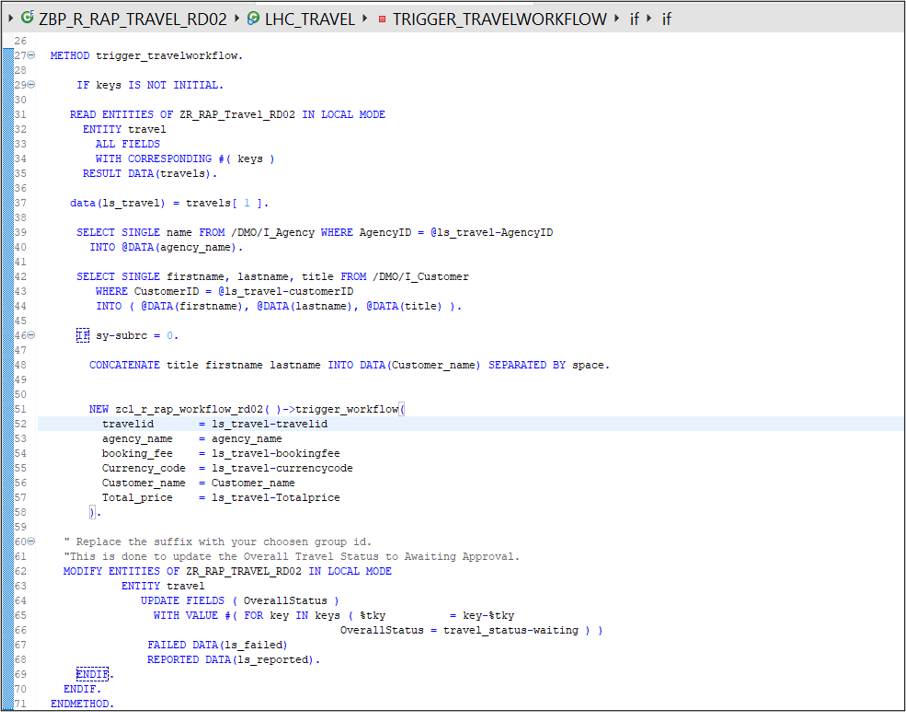 ZBP_R_RAP_TRAVEL_RD02 LHC_TRAVEL TRIGGER_TRAVELWORKFLOW if if
26
27 METHOD trigger_travelworkflow.
28
29 IF keys IS NOT INITIAL.
30
31 READ ENTITIES OF ZR_RAP_Travel_RD02 IN LOCAL MODE
32 ENTITY travel
33 ALL FIELDS
34 WITH CORRESPONDING #( keys )
35 RESULT DATA(travels).
36
37 data(ls_travel) = travels[ 1 ].
38
39 SELECT SINGLE name FROM /DMO/I_Agency WHERE AgencyID = @ls_travel-AgencyID
40 INTO @DATA(agency_name).
41
42 SELECT SINGLE firstname, lastname, title FROM /DMO/I_Customer
43 WHERE CustomerID = @ls_travel-customerID
44 INTO ( @DATA(firstname), @DATA(lastname), @DATA(title) ).
45
46 IF sy-subrc = 0.
47
48 CONCATENATE title firstname lastname INTO DATA(Customer_name) SEPARATED BY space.
49
50
51 NEW zcl_r_rap_workflow_rd02( )->trigger_workflow(
52 travelid = ls_travel-travelid
53 agency_name = agency_name
54 booking_fee = ls_travel-bookingfee
55 Currency_code = ls_travel-currencycode
56 Customer_name = Customer_name
57 Total_price = ls_travel-Totalprice
58 ).
59
60 " Replace the suffix with your choosen group id.
61 "This is done to update the Overall Travel Status to Awaiting Approval.
62 MODIFY ENTITIES OF ZR_RAP_TRAVEL_RD02 IN LOCAL MODE
63 ENTITY travel
64 UPDATE FIELDS ( OverallStatus )
65 WITH VALUE #( FOR key IN keys ( %tky = key-%tky
66 OverallStatus = travel_status-waiting ) )
67 FAILED DATA(ls_failed)
68 REPORTED DATA(ls_reported).
69 ENDIF.
70 ENDIF.
71 ENDMETHOD.